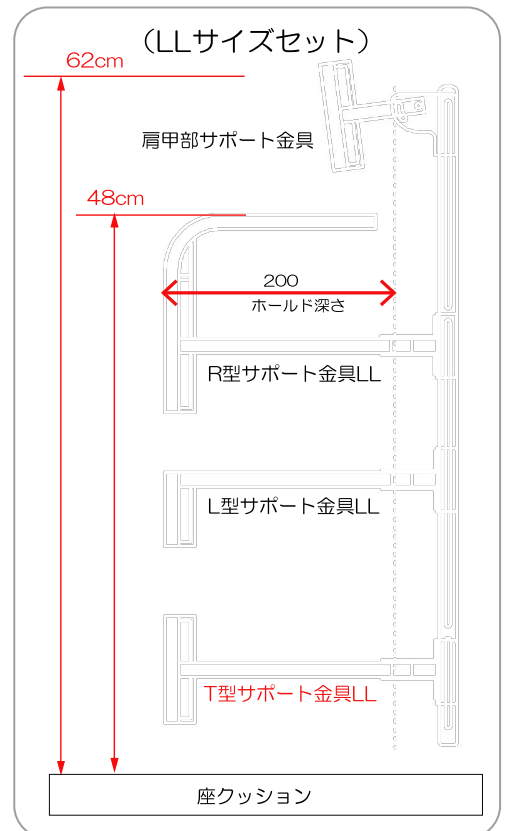 （LLサイズセット）
62cm
肩甲部サポート金具
48cm
200
ホールド深さ
R型サポート金具LL
L型サポート金具LL
T型サポート金具LL
座クッション